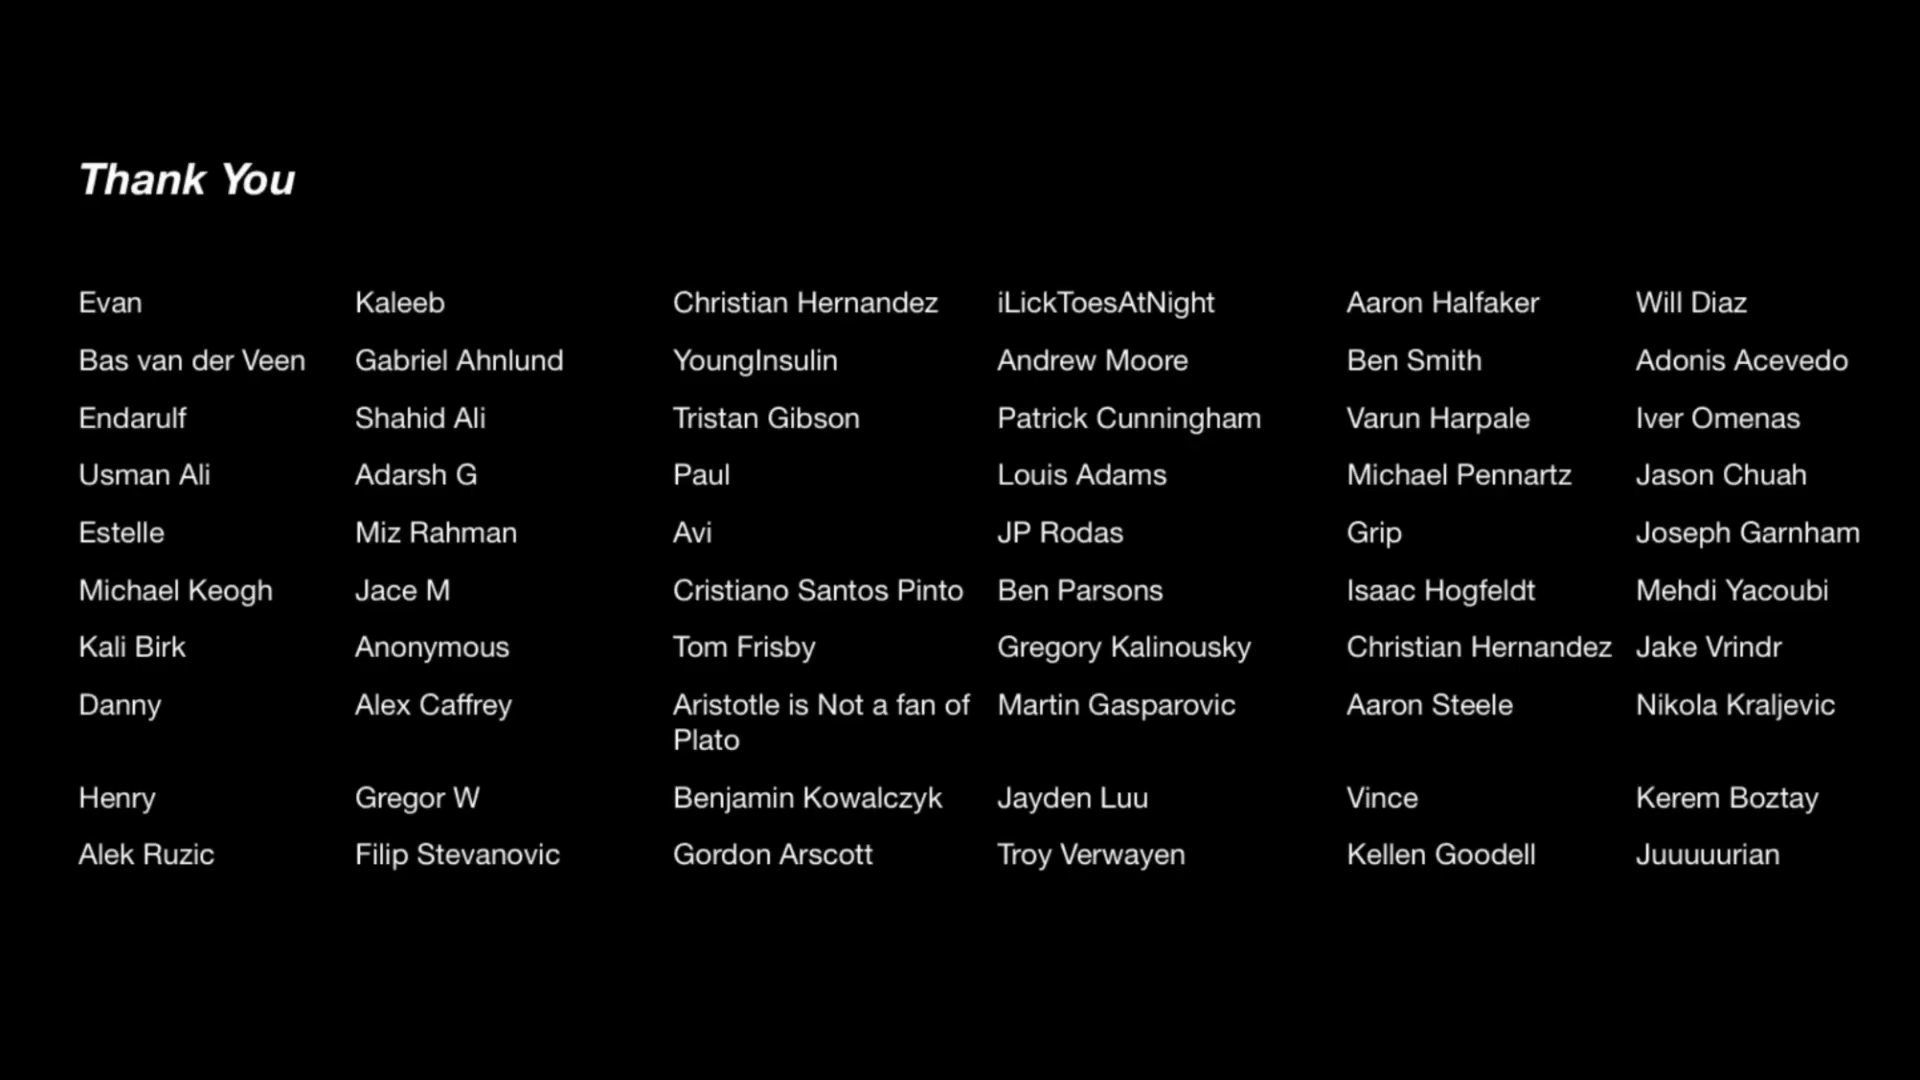 Thank You
Evan Kaleeb Christian Hernandez iLickToesAtNight Aaron Halfaker Will Diaz
Bas van der Veen Gabriel Ahnlund YoungInsulin Andrew Moore Ben Smith Adonis Acevedo
Endarulf Shahid Ali Tristan Gibson Patrick Cunningham Varun Harpale Iver Omenas
Usman Ali Adarsh G Paul Louis Adams Michael Pennartz Jason Chuah
Estelle Miz Rahman Avi JP Rodas Grip Joseph Garnham
Michael Keogh Jace M Cristiano Santos Pinto Ben Parsons Isaac Hogfeldt Mehdi Yacoubi
Kali Birk Anonymous Tom Frisby Gregory Kalinousky Christian Hernandez Jake Vrindr
Danny Alex Caffrey Aristotle is Not a fan of Martin Gasparovic Aaron Steele Nikola Kraljevic
Plato
Henry Gregor W Benjamin Kowalczyk Jayden Luu Vince Kerem Boztay
Alek Ruzic Filip Stevanovic Gordon Arscott Troy Verwayen Kellen Goodell Juuuuurian